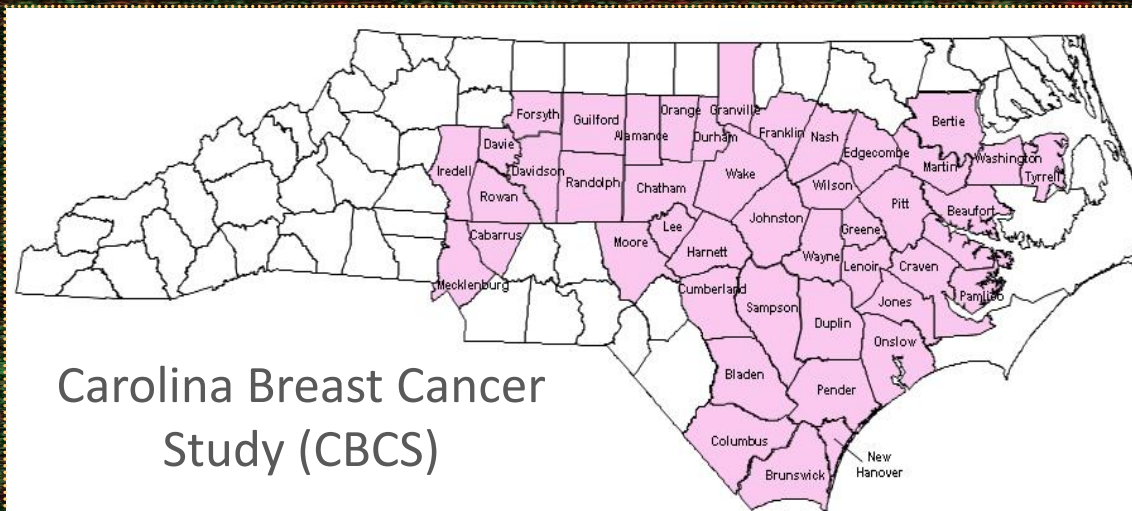 Forsyth
Guilford
Alamance
Orange
Durham
Granville
Franklin
Nash
Edgecombe
Bertie
Martin
Washington
Tyrrell
Iredell
Davie
Davidson
Rowan
Randolph
Chatham
Wake
Wilson
Pitt
Beaufort
Cabarrus
Mecklenburg
Moore
Lee
Harnett
Johnston
Greene
Wayne
Lenoir
Craven
Pamlico
Cumberland
Sampson
Duplin
Jones
Onslow
Bladen
Pender
Columbus
Brunswick
New
Hanover
Carolina Breast Cancer
Study (CBCS)